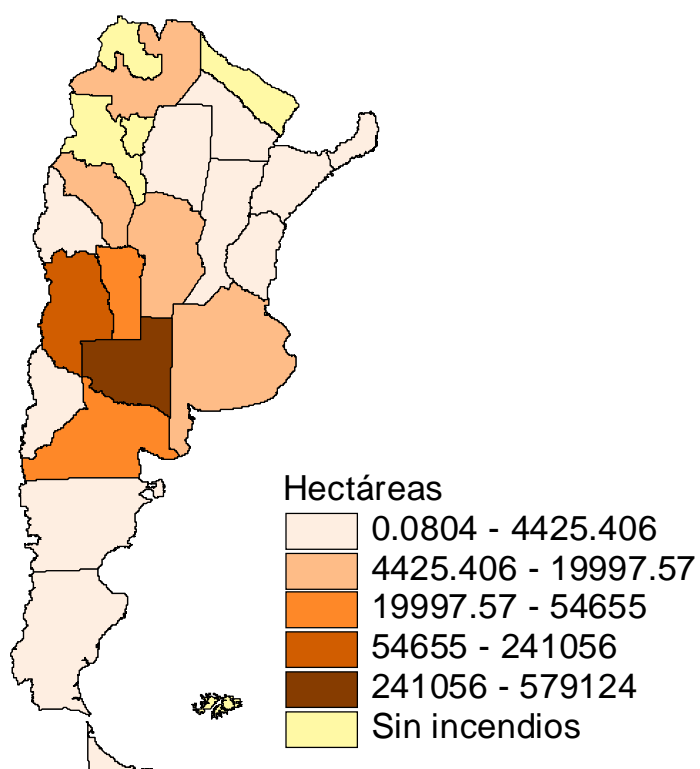 Hectáreas
0.0804 - 4425.406
4425.406 - 19997.57
19997.57 - 54655
54655 - 241056
241056 - 579124
Sin incendios